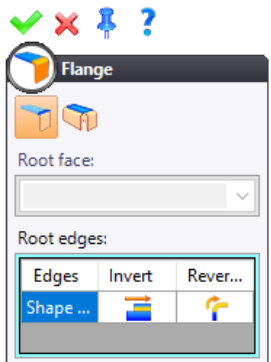 ?
Flange
Root face:
Root edges:
Edges Invert Rever...
Shape ...